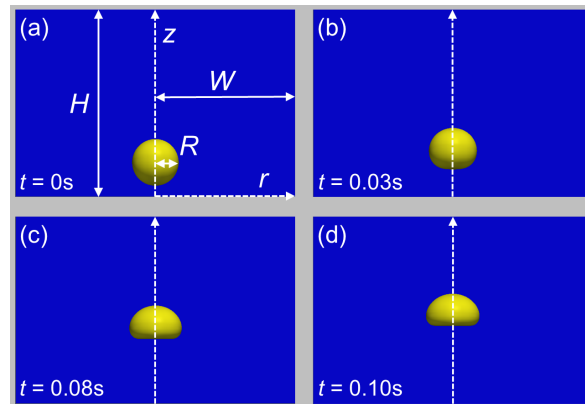 (a)
z
W
H
R
r
t = 0s
(b)
t = 0.03s
(c)
t = 0.08s
(d)
t = 0.10s